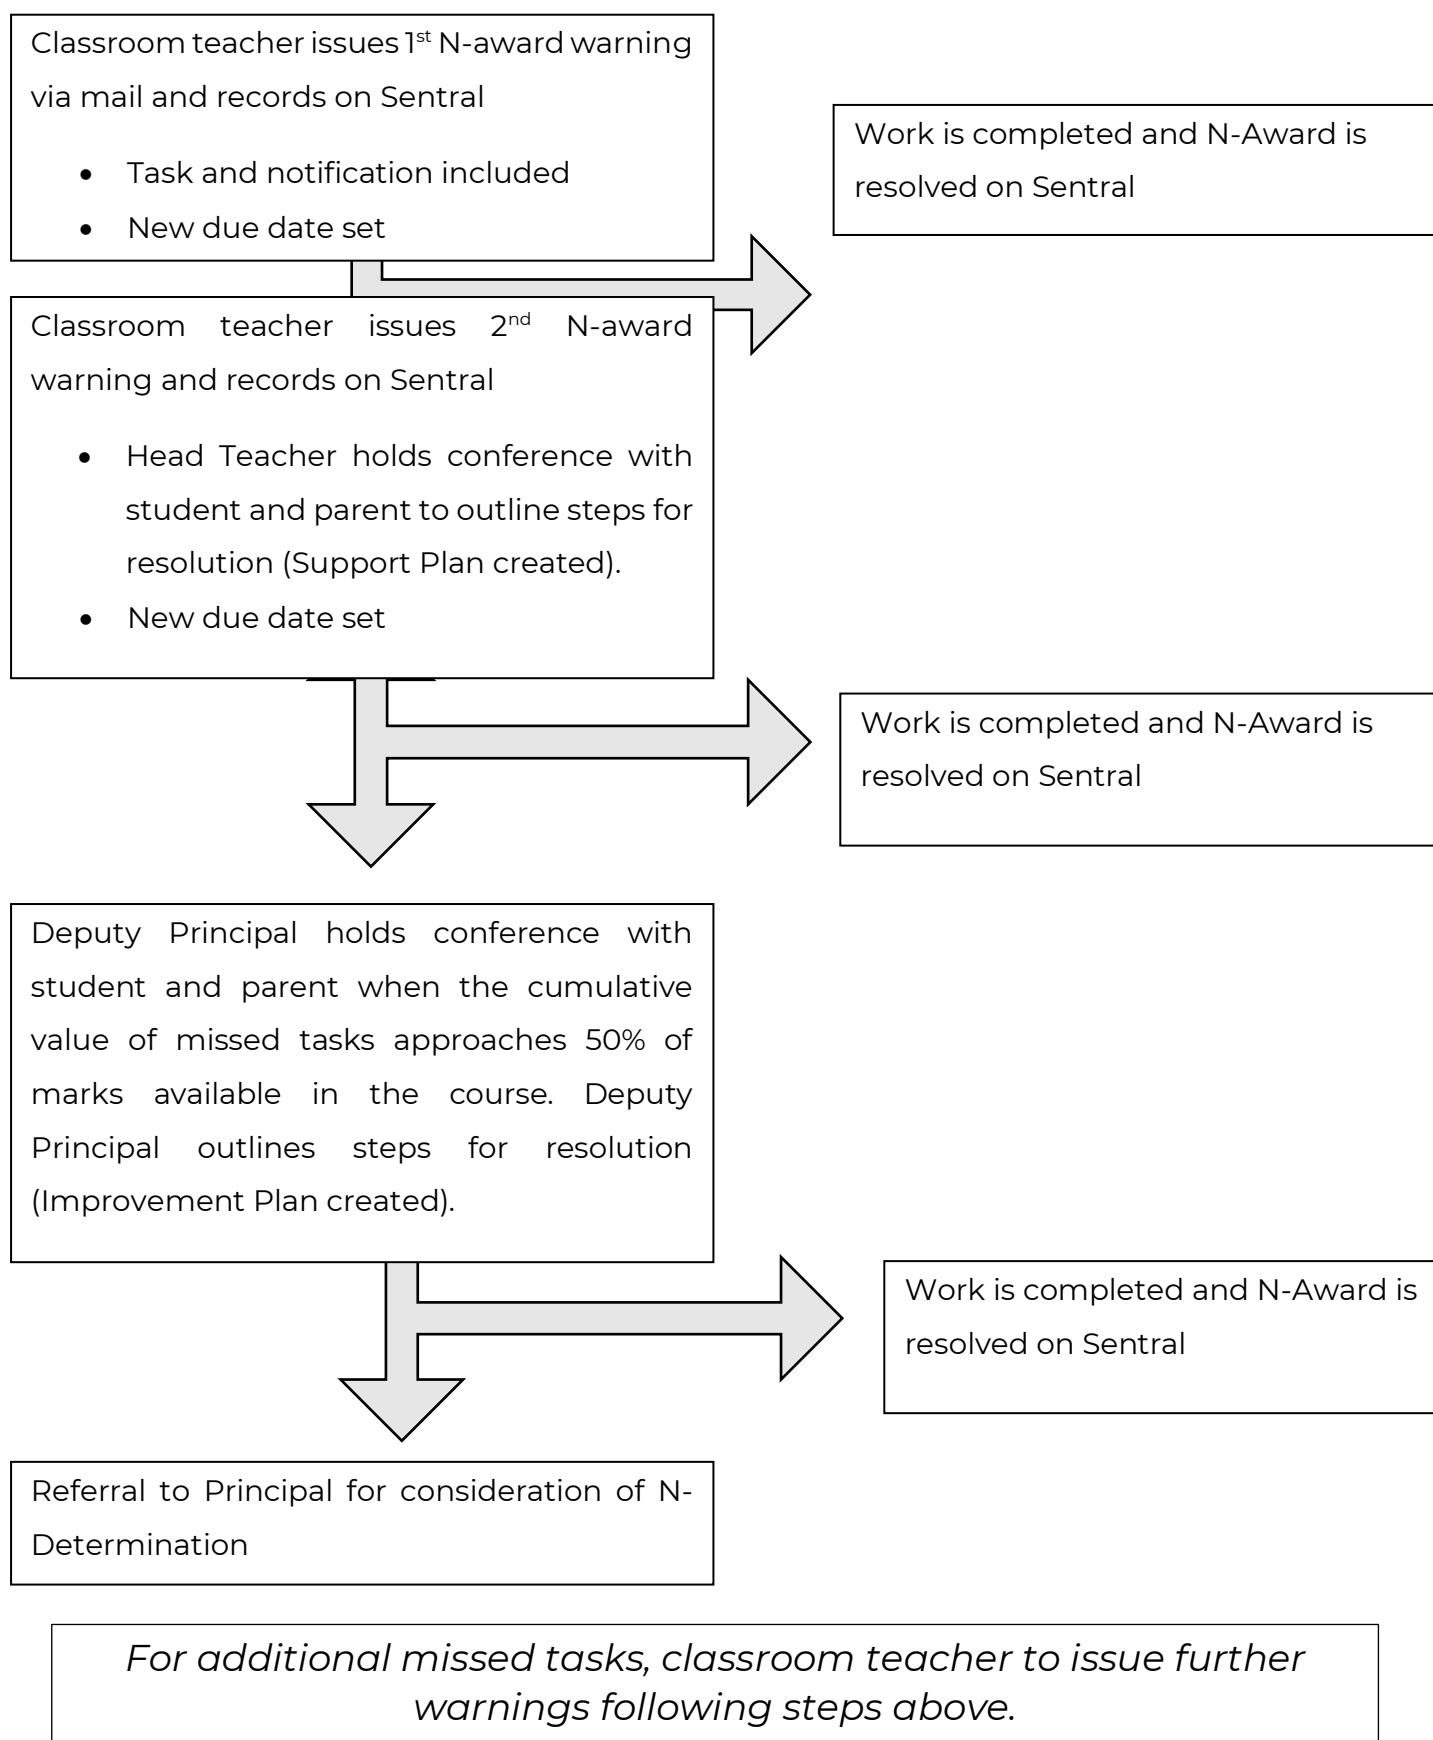 Classroom teacher issues 1st N-award warning
via mail and records on Sentral
• Task and notification included
• New due date set
Work is completed and N-Award is
resolved on Sentral
Classroom teacher issues 2nd N-award
warning and records on Sentral
• Head Teacher holds conference with
student and parent to outline steps for
resolution (Support Plan created).
• New due date set
Work is completed and N-Award is
resolved on Sentral
Deputy Principal holds conference with
student and parent when the cumulative
value of missed tasks approaches 50% of
marks available in the course. Deputy
Principal outlines steps for resolution
(Improvement Plan created).
Work is completed and N-Award is
resolved on Sentral
Referral to Principal for consideration of N-
Determination
For additional missed tasks, classroom teacher to issue further
warnings following steps above.